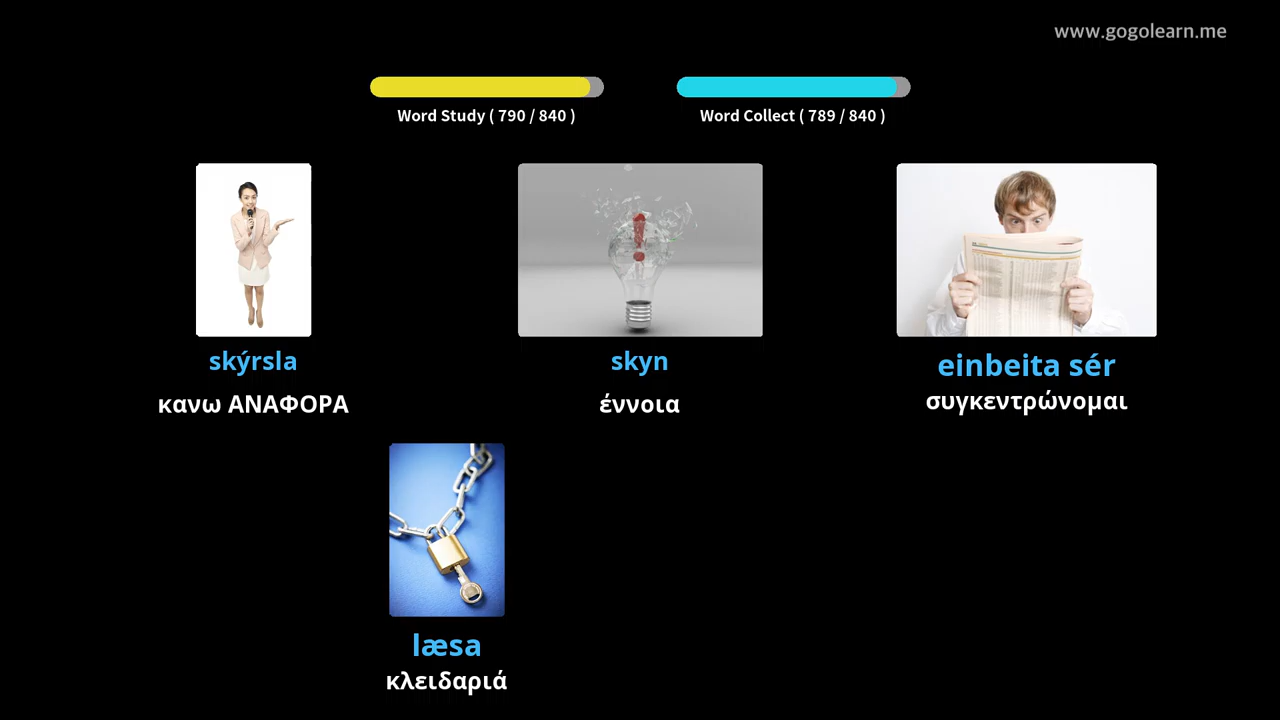 www.gogolearn.me
Word Study ( 790 / 840 )
Word Collect ( 789 / 840 )
skýrsla
κανω ΑΝΑΦΟΡΑ
skyn
έννοια
einbeita sér
συγκεντρώνομαι
læsa
κλειδαριά